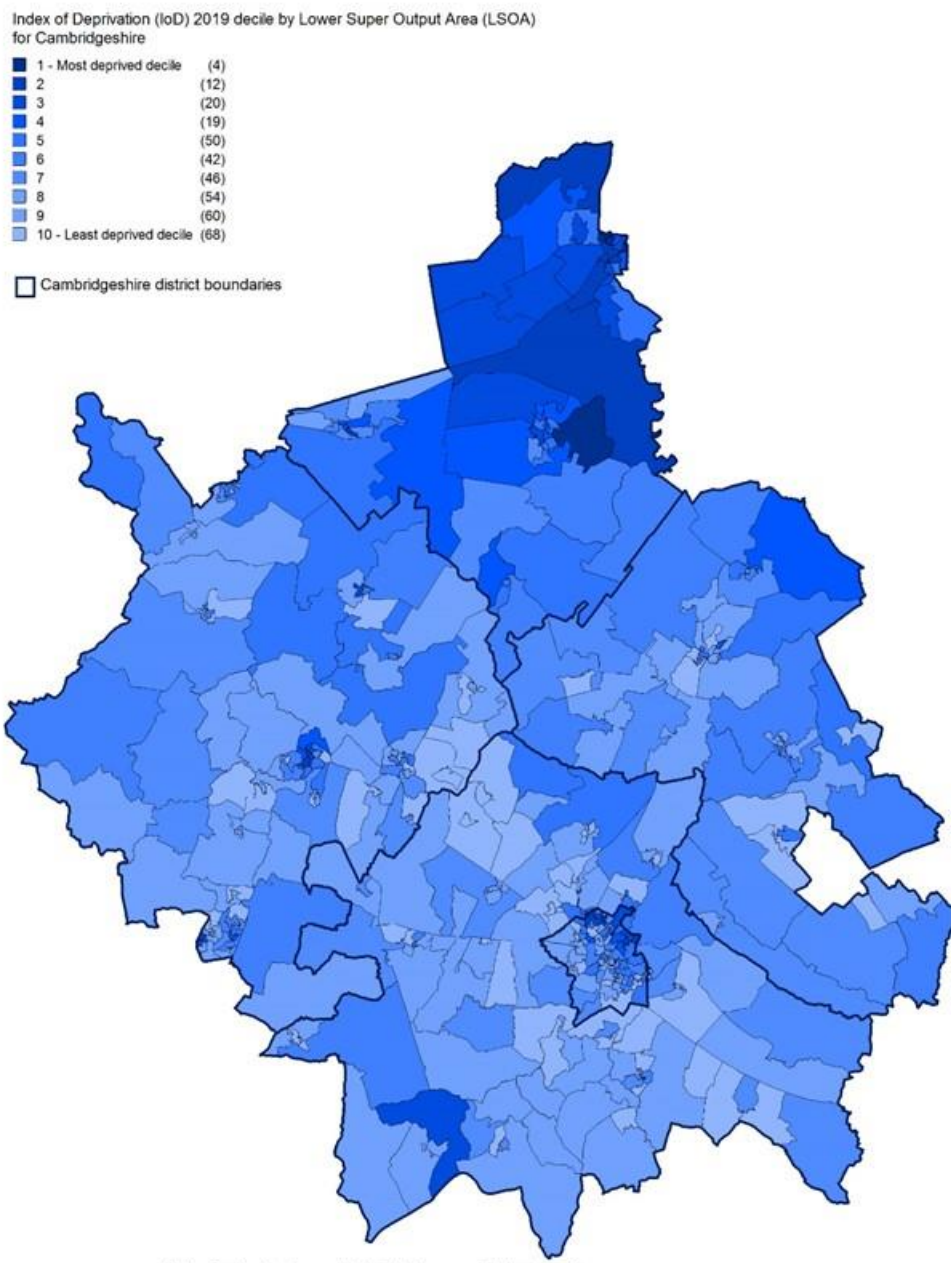 Index of Deprivation (IoD) 2019 decile by Lower Super Output Area (LSOA)
for Cambridgeshire
1 - Most deprived decile (4)
2 (12)
3 (20)
4 (19)
5 (50)
6 (42)
7 (46)
8 (54)
9 (60)
10 - Least deprived decile (68)
Cambridgeshire district boundaries